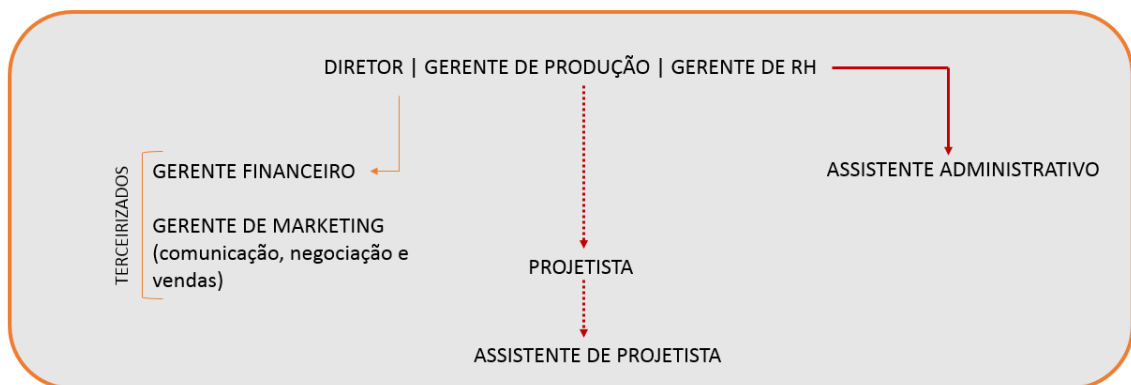 DIRETOR | GERENTE DE PRODUÇÃO | GERENTE DE RH
TERCEIRIZADOS
GERENTE FINANCEIRO
ASSISTENTE ADMINISTRATIVO
GERENTE DE MARKETING
(comunicação, negociação e
vendas)
PROJETISTA
ASSISTENTE DE PROJETISTA